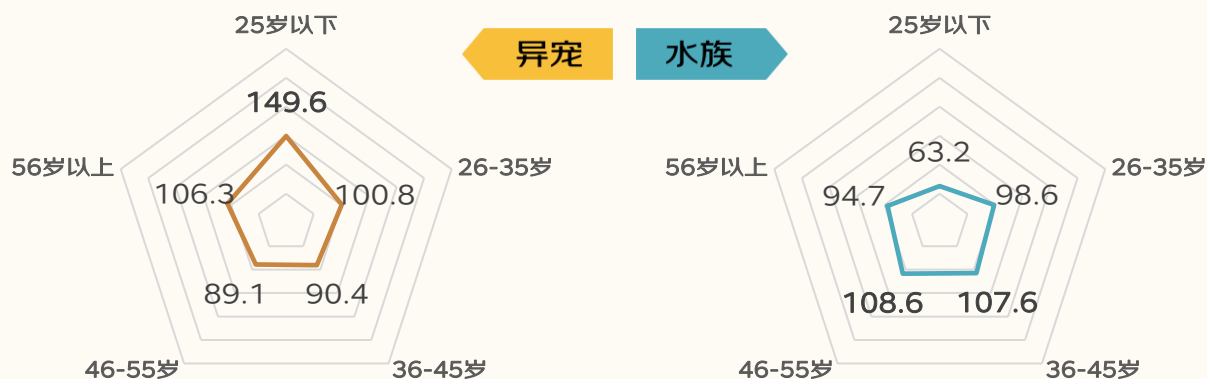 25岁以下
异宠
水族
25岁以下
149.6
63.2
56岁以上
26-35岁
56岁以上
26-35岁
106.3
100.8
94.7
98.6
89.1
90.4
108.6
107.6
46-55岁
36-45岁
46-55岁
36-45岁